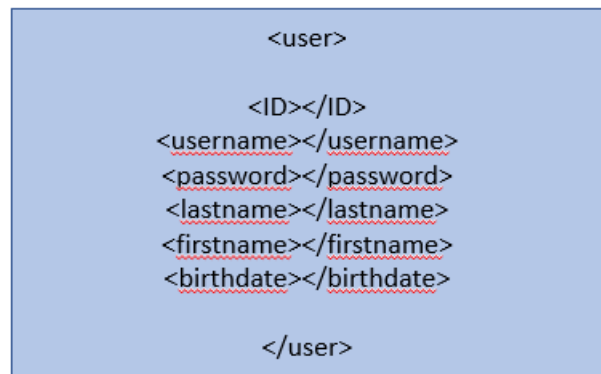 <user>
<ID></ID>
<username></username>
<password></password>
<lastname></lastname>
<firstname></firstname>
<birthdate></birthdate>
</user>